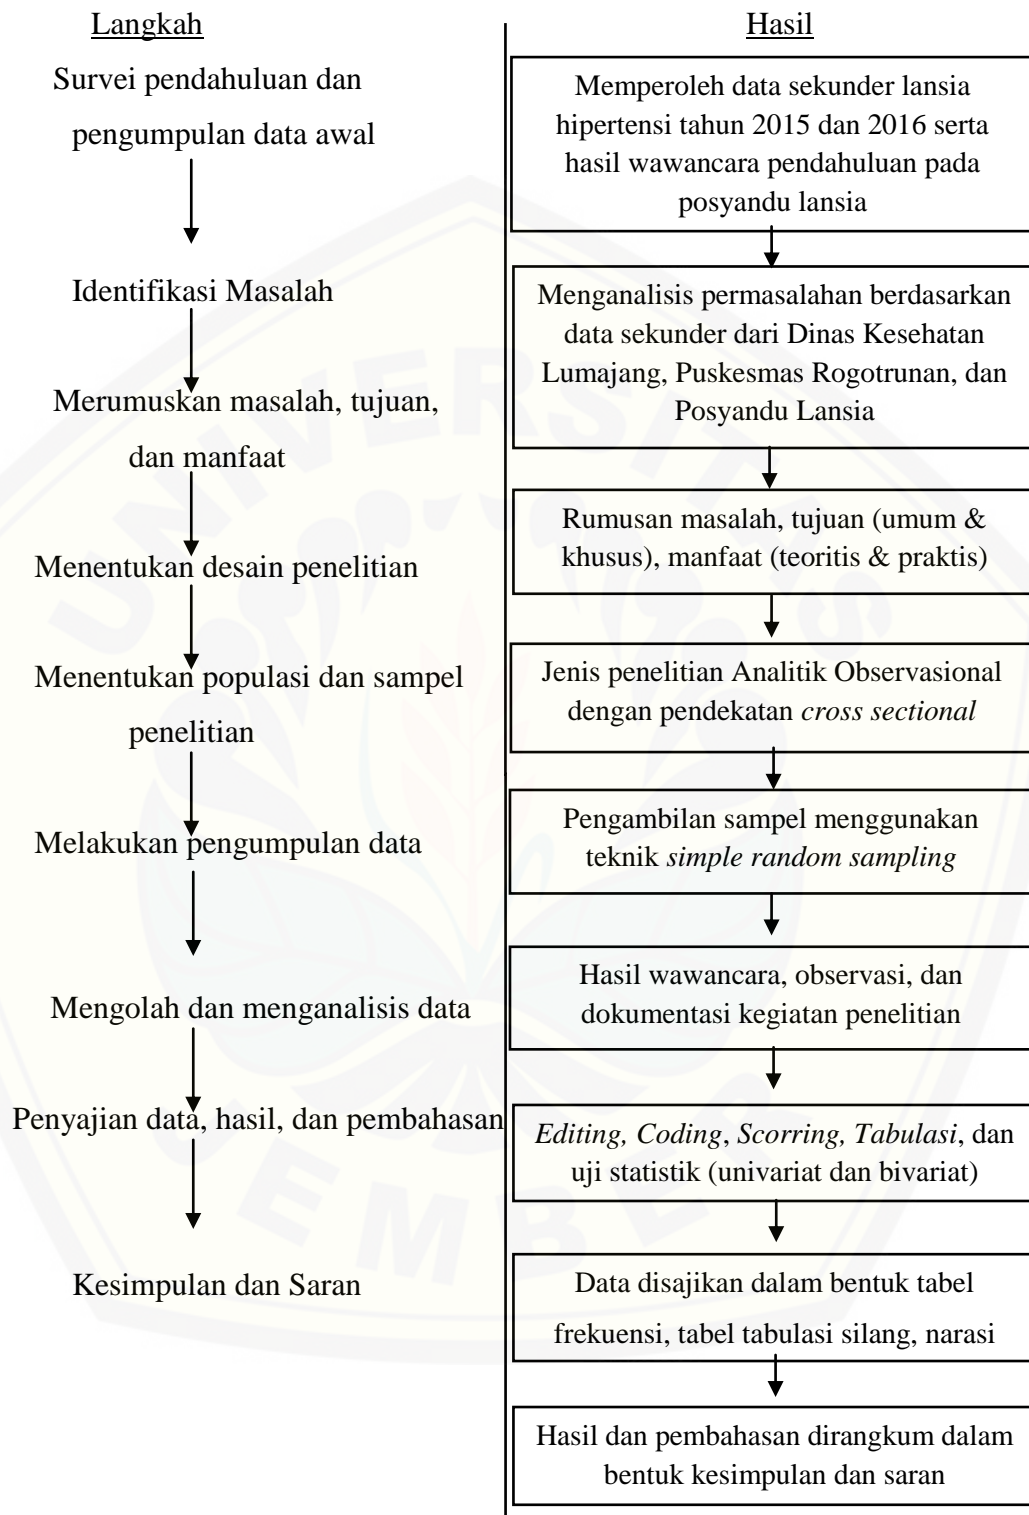 Langkah
Survei pendahuluan dan
pengumpulan data awal
Identifikasi Masalah
Merumuskan masalah, tujuan,
dan manfaat
Menentukan desain penelitian
Menentukan populasi dan sampel
penelitian
Melakukan pengumpulan data
Mengolah dan menganalisis data
Penyajian data, hasil, dan pembahasan
Kesimpulan dan Saran
Hasil
Memperoleh data sekunder lansia
hipertensi tahun 2015 dan 2016 serta
hasil wawancara pendahuluan pada
posyandu lansia
Menganalisis permasalahan berdasarkan
data sekunder dari Dinas Kesehatan
Lumajang, Puskesmas Rogotrunan, dan
Posyandu Lansia
Rumusan masalah, tujuan (umum &
khusus), manfaat (teoritis & praktis)
Jenis penelitian Analitik Observasional
dengan pendekatan cross sectional
Pengambilan sampel menggunakan
teknik simple random sampling
Hasil wawancara, observasi, dan
dokumentasi kegiatan penelitian
Editing, Coding, Scorring, Tabulasi, dan
uji statistik (univariat dan bivariat)
Data disajikan dalam bentuk tabel
frekuensi, tabel tabulasi silang, narasi
Hasil dan pembahasan dirangkum dalam
bentuk kesimpulan dan saran
UNIVERSITAS
JEMBER